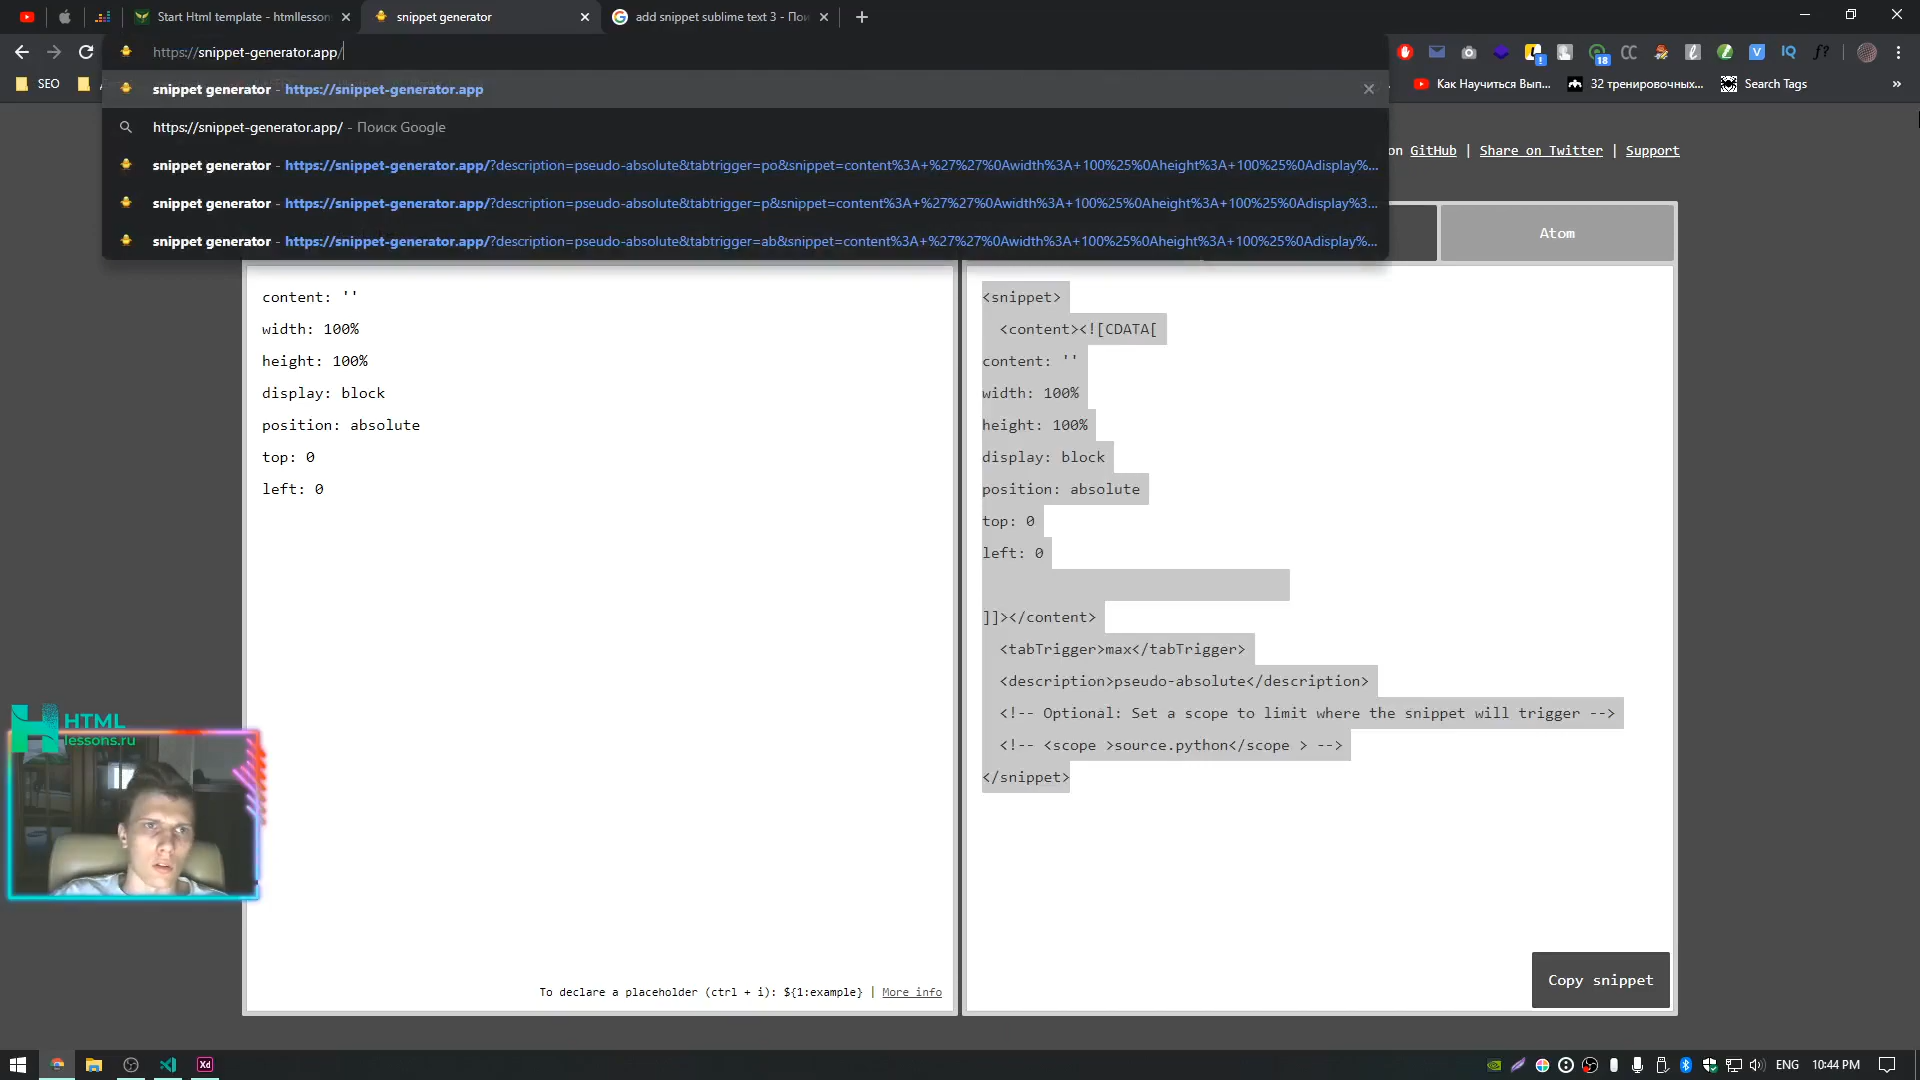 Start Html template - htmllesson
snippet generator
add snippet sublime text 3 - Пои
https://snippet-generator.app/
SEO
Как Научиться Вып...
32 тренировочных...
Search Tags
»
snippet generator - https://snippet-generator.app
https://snippet-generator.app/ - Поиск Google
snippet generator - https://snippet-generator.app/?description=pseudo-absolute&tabtrigger=po&snippet=content%3A+%27%27%0Awidth%3A+100%25%0Aheight%3A+100%25%0Adisplay%...
snippet generator - https://snippet-generator.app/?description=pseudo-absolute&tabtrigger=p&snippet=content%3A+%27%27%0Awidth%3A+100%25%0Aheight%3A+100%25%0Adisplay%3...
snippet generator - https://snippet-generator.app/?description=pseudo-absolute&tabtrigger=ab&snippet=content%3A+%27%27%0Awidth%3A+100%25%0Aheight%3A+100%25%0Adisplay%...
on GitHub | Share on Twitter | Support
Atom
content: ''
width: 100%
height: 100%
display: block
position: absolute
top: 0
left: 0
To declare a placeholder (ctrl + i): ${1:example} | More info
<snippet>
<content><![CDATA[
content: ''
width: 100%
height: 100%
display: block
position: absolute
top: 0
left: 0
]]></content>
<tabTrigger>max</tabTrigger>
<description>pseudo-absolute</description>
<!-- Optional: Set a scope to limit where the snippet will trigger -->
<!-- <scope >source.python</scope > -->
</snippet>
Copy snippet
HTML
lessons.ru
Xd
ENG
10:44 PM